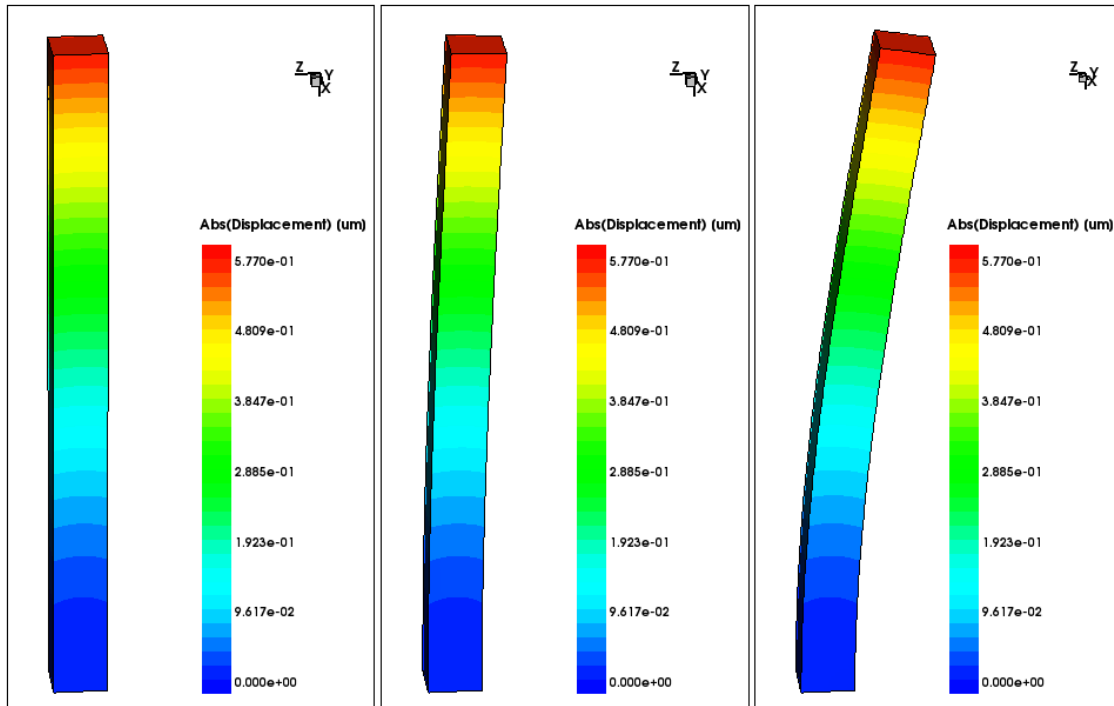 Z Y
X
Abs(Displacement) (um)
5.770e-01
4.809e-01
3.847e-01
2.885e-01
1.923e-01
9.617e-02
0.000e+00
Z Y
X
Abs(Displacement) (um)
5.770e-01
4.809e-01
3.847e-01
2.885e-01
1.923e-01
9.617e-02
0.000e+00
Z Y
X
Abs(Displacement) (um)
5.770e-01
4.809e-01
3.847e-01
2.885e-01
1.923e-01
9.617e-02
0.000e+00